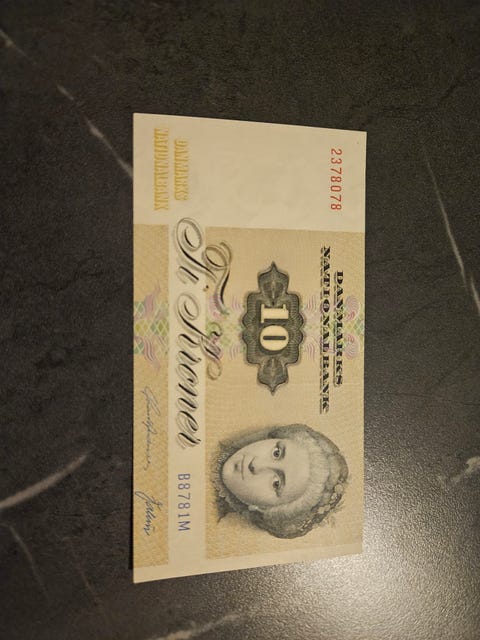 2378078
DANMARKS
NATIONALBANK
10
Ti Kroner
DANMARKS
NATIONALBANK
B8781M